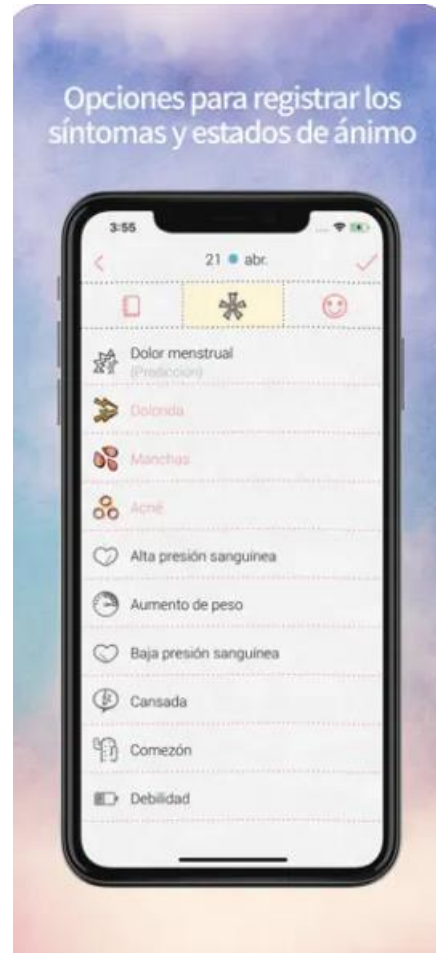 Opciones para registrar los
síntomas y estados de ánimo
3:55
21 abr.
Dolor menstrual
(Predicción)
Dolorida
Manchas
Acné
Alta presión sanguínea
Aumento de peso
Baja presión sanguínea
Cansada
Comezón
Debilidad